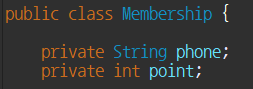 public class Membership {
private String phone;
private int point;